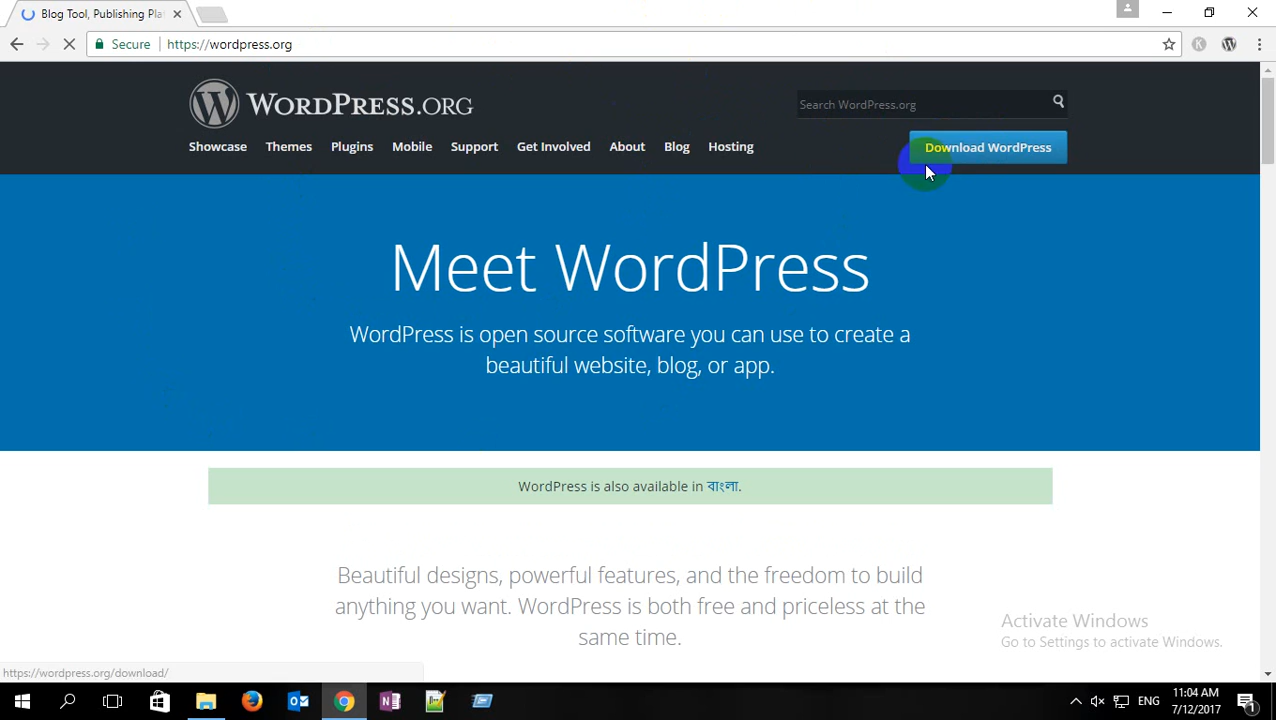 Blog Tool, Publishing Pla
Secure
https://wordpress.org
K
WORDPRESS.ORG
Search WordPress.org
Showcase
Themes
Plugins
Mobile
Support
Get Involved
About
Blog
Hosting
Download WordPress
Meet WordPress
WordPress is open source software you can use to create a
beautiful website, blog, or app.
WordPress is also available in বাংলা.
Beautiful designs, powerful features, and the freedom to build
anything you want. WordPress is both free and priceless at the
same time.
Activate Windows
Go to Settings to activate Windows.
https://wordpress.org/download/
ENG
11:04 AM
7/12/2017
1